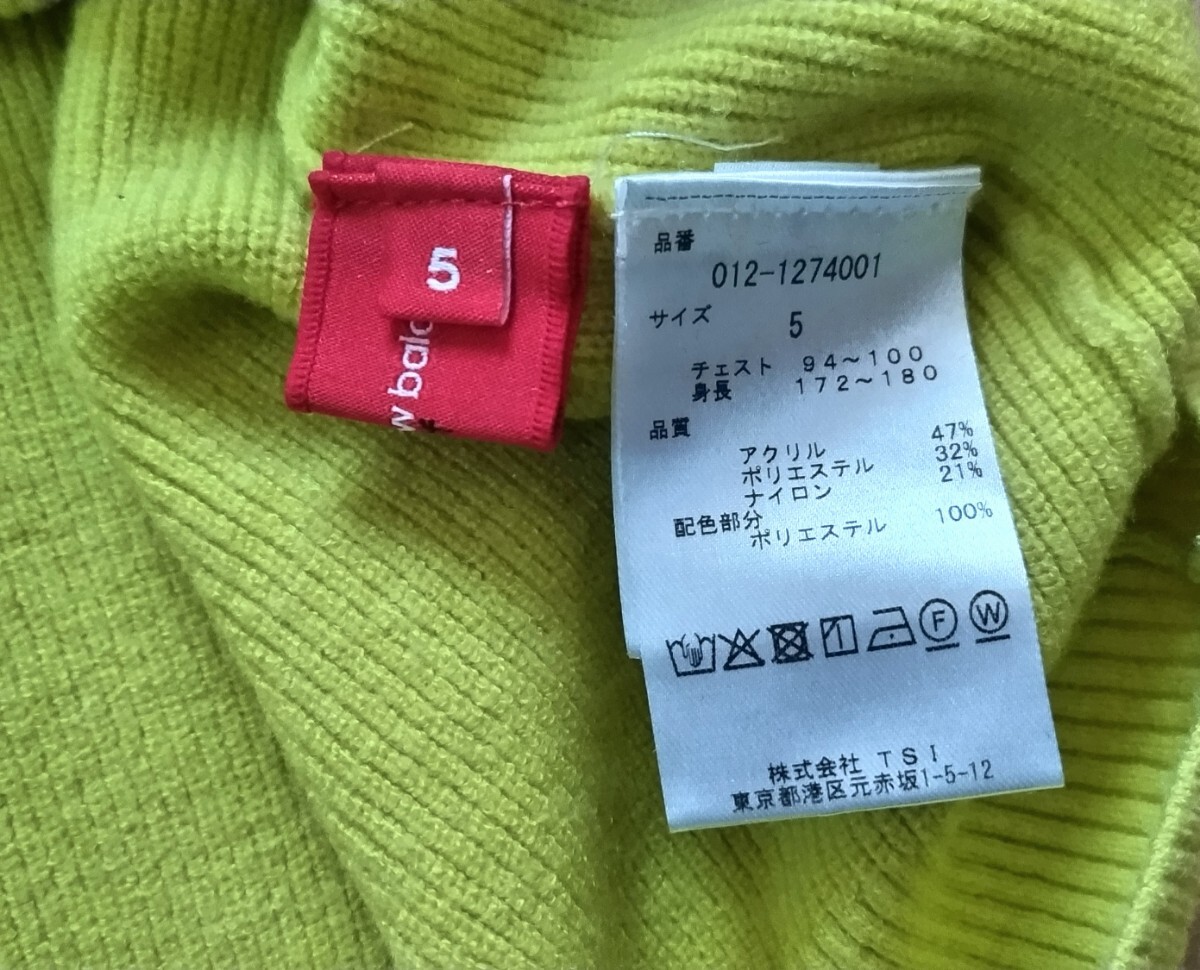 5
w balc
品番
012-1274001
サイズ 5
チェスト 94～100
身長 172～180
品質
アクリル 47%
ポリエステル 32%
ナイロン 21%
配色部分
ポリエステル 100%
F W
株式会社 TSI
東京都港区元赤坂1-5-12